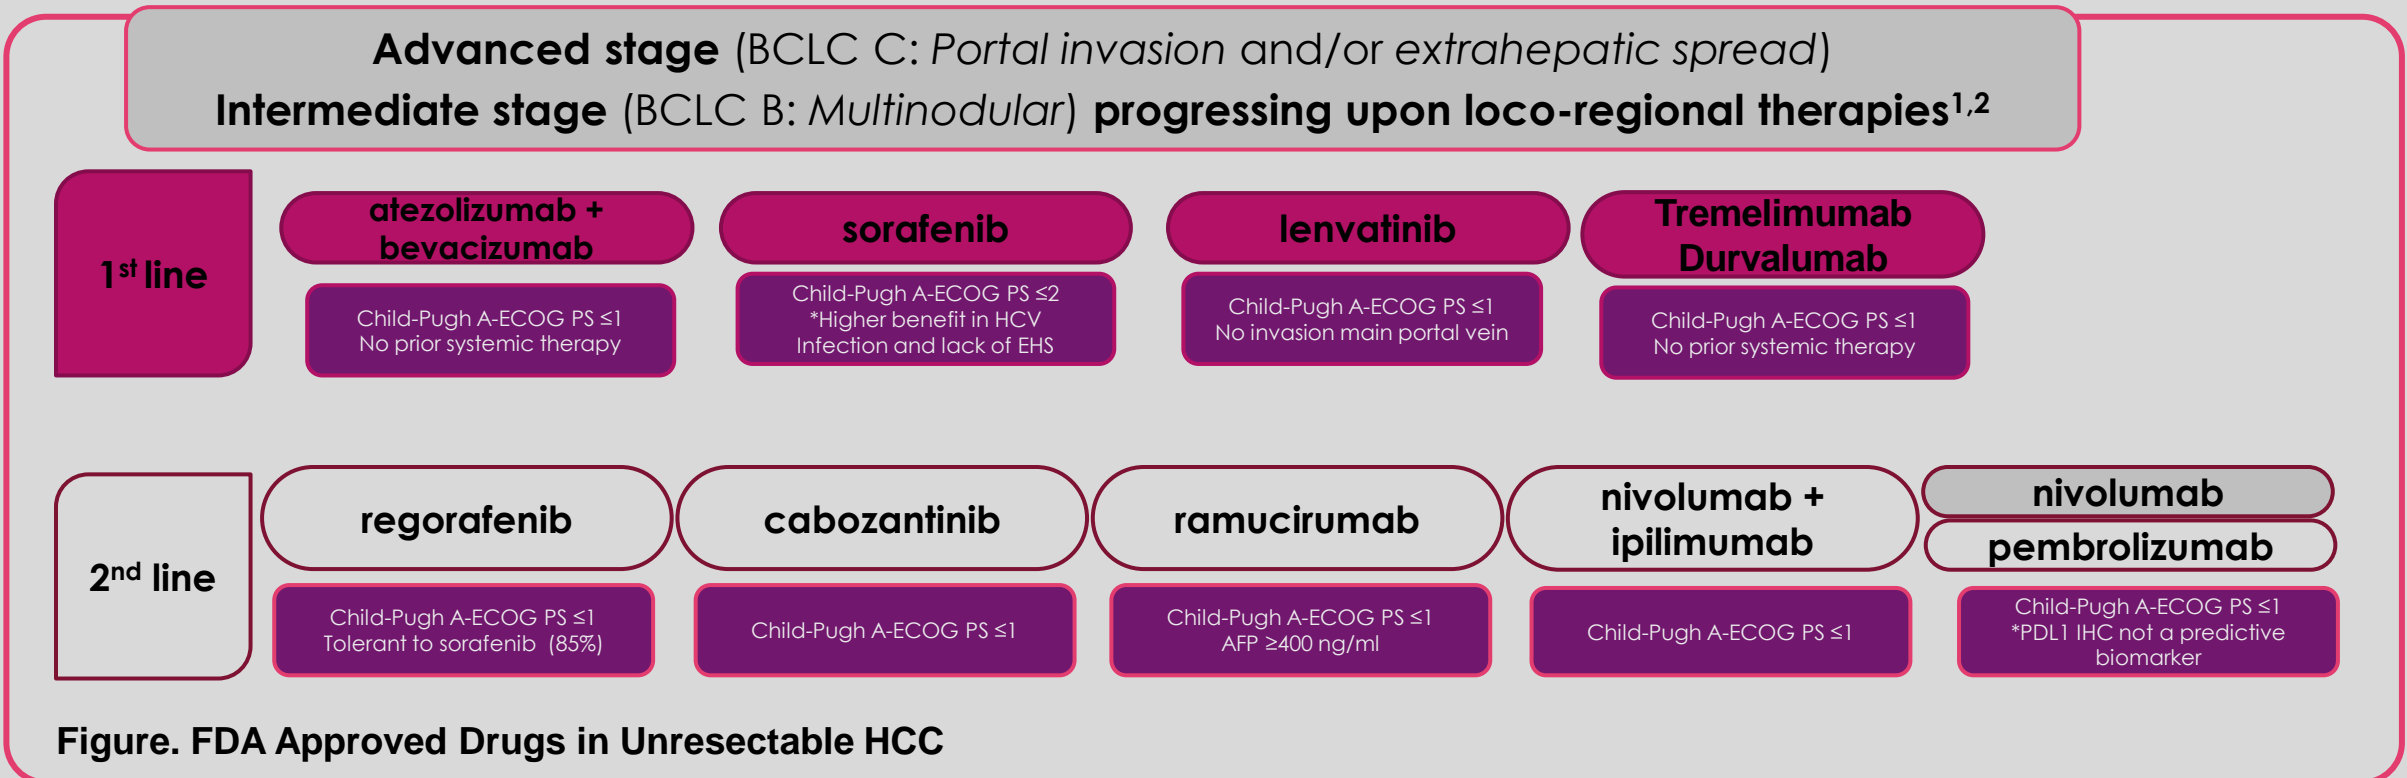 Advanced stage (BCLC C: Portal invasion and/or extrahepatic spread)
Intermediate stage (BCLC B: Multinodular) progressing upon loco-regional therapies1,2
1st line
atezolizumab +
bevacizumab
Child-Pugh A-ECOG PS ≤1
No prior systemic therapy
sorafenib
Child-Pugh A-ECOG PS ≤2
*Higher benefit in HCV
Infection and lack of EHS
lenvatinib
Child-Pugh A-ECOG PS ≤1
No invasion main portal vein
Tremelimumab
Durvalumab
Child-Pugh A-ECOG PS ≤1
No prior systemic therapy
2nd line
regorafenib
Child-Pugh A-ECOG PS ≤1
Tolerant to sorafenib (85%)
cabozantinib
Child-Pugh A-ECOG PS ≤1
ramucirumab
Child-Pugh A-ECOG PS ≤1
AFP ≥400 ng/ml
nivolumab +
ipilimumab
Child-Pugh A-ECOG PS ≤1
nivolumab
pembrolizumab
Child-Pugh A-ECOG PS ≤1
*PDL1 IHC not a predictive
biomarker
Figure. FDA Approved Drugs in Unresectable HCC